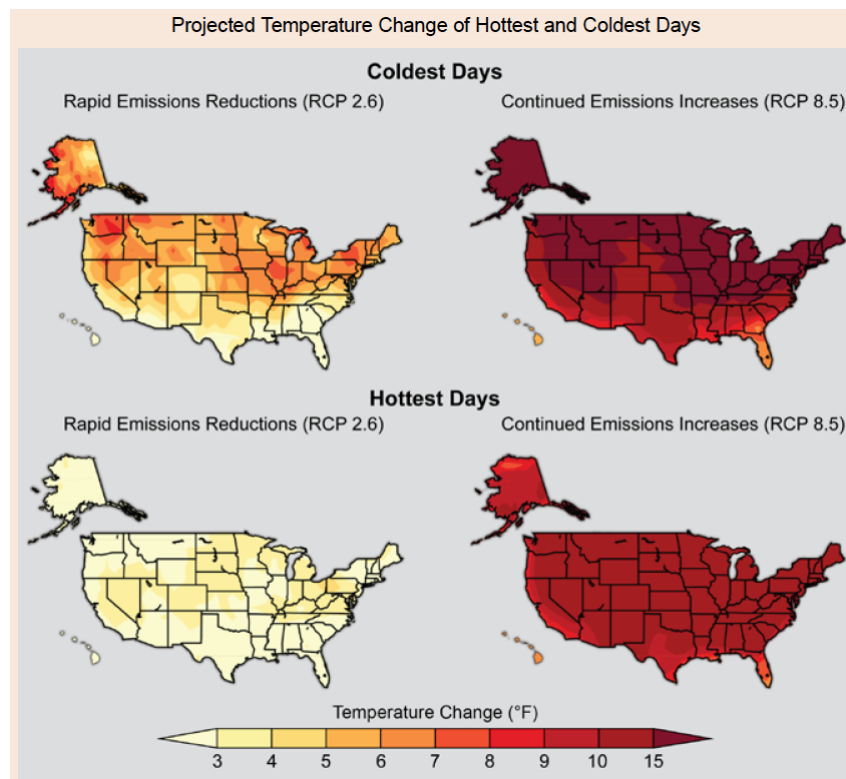 Projected Temperature Change of Hottest and Coldest Days
Coldest Days
Rapid Emissions Reductions (RCP 2.6)
Continued Emissions Increases (RCP 8.5)
Hottest Days
Rapid Emissions Reductions (RCP 2.6)
Continued Emissions Increases (RCP 8.5)
Temperature Change (°F)
3 4 5 6 7 8 9 10 15